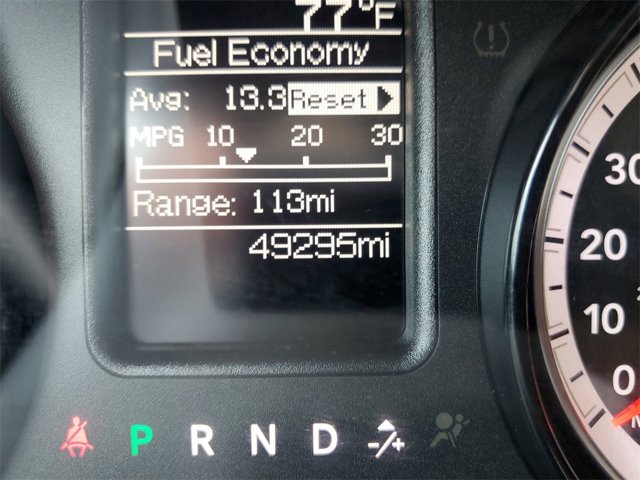 77°F
Fuel Economy
Avg: 13.3 Reset
MPG 10 20 30
Range: 113mi
49295mi
P R N D -/+
30
20
10
0